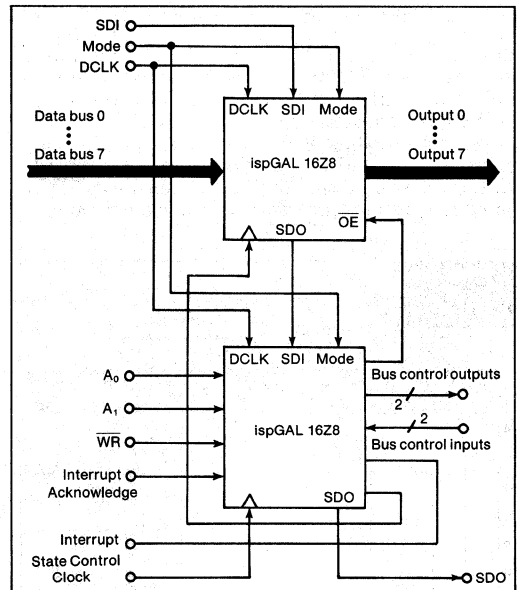 SDI
Mode
DCLK
DCLK SDI Mode
Data bus 0
Data bus 7
ispGAL 16Z8
Output 0
Output 7
OE
SDO
DCLK SDI Mode
A0
A1
WR
Interrupt
Acknowledge
ispGAL 16Z8
Bus control outputs
2
2
Bus control inputs
SDO
Interrupt
State Control
Clock
SDO